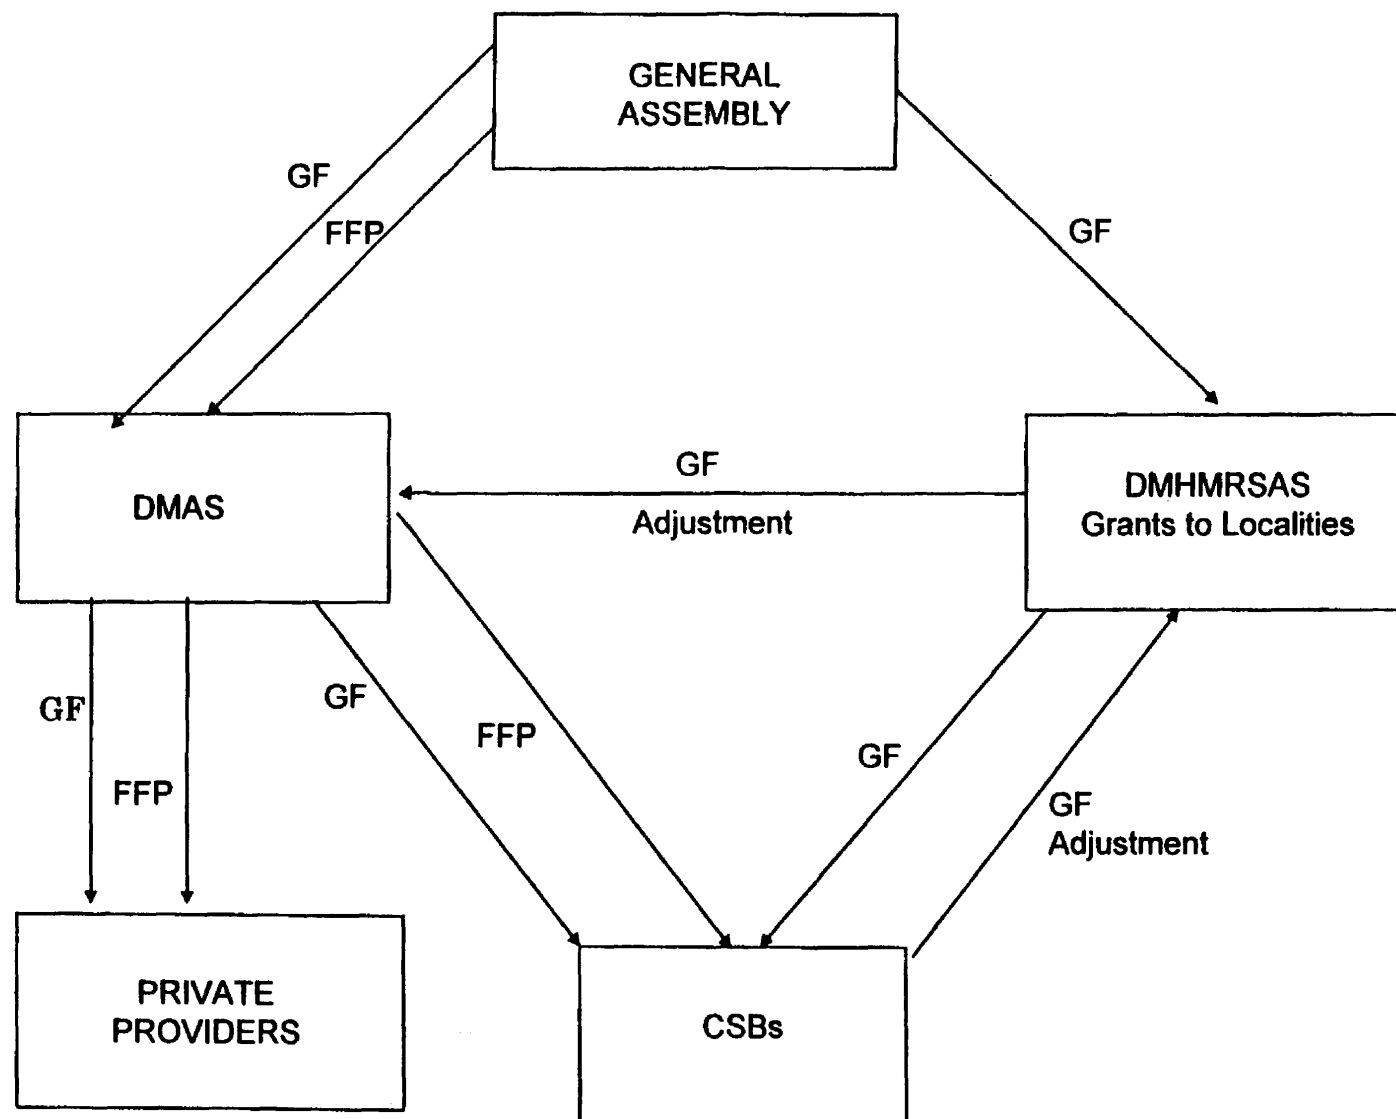 GENERAL
ASSEMBLY
GF
FFP
GF
DMAS
GF
Adjustment
DMHMRSAS
Grants to Localities
GF
FFP
GF
FFP
GF
GF
Adjustment
PRIVATE
PROVIDERS
CSBs